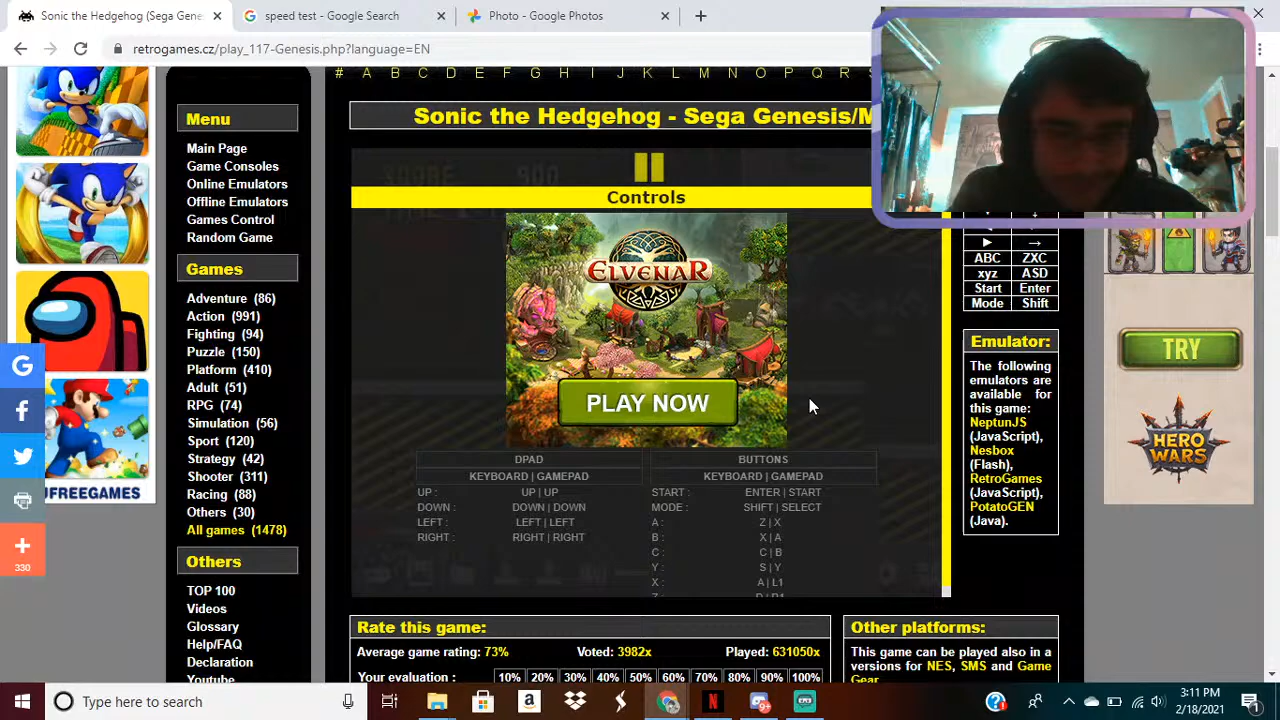 Sonic the Hedgehog (Sega Gene
speed test - Google Search
Photo - Google Photos
retrogames.cz/play_117-Genesis.php?language=EN
# A B C D E F G H I J K L M N O P Q R
Sonic the Hedgehog - Sega Genesis/M
Menu
Main Page
Game Consoles
Online Emulators
Offline Emulators
Games Control
Random Game
Games
Adventure (86)
Action (991)
Fighting (94)
Puzzle (150)
Platform (410)
Adult (51)
RPG (74)
Simulation (56)
Sport (120)
Strategy (42)
Shooter (311)
Racing (88)
Others (30)
All games (1478)
Others
TOP 100
Videos
Glossary
Help/FAQ
Declaration
Youtube
UFREEGAMES
330
SCORE 500
Controls
ELVENAR
PLAY NOW
DPAD
KEYBOARD | GAMEPAD
UP : UP | UP
DOWN : DOWN | DOWN
LEFT : LEFT | LEFT
RIGHT : RIGHT | RIGHT
BUTTONS
KEYBOARD | GAMEPAD
START : ENTER | START
MODE : SHIFT | SELECT
A : Z | X
B : X | A
C : C | B
Y : S | Y
X : A | L1
Z : D | R1
Rate this game:
Average game rating: 73% Voted: 3982x Played: 631050x
Your evaluation : 10% 20% 30% 40% 50% 60% 70% 80% 90% 100%
► →
ABC ZXC
xyz ASD
Start Enter
Mode Shift
Emulator:
The following
emulators are
available for
this game:
NeptunJS
(JavaScript),
Nesbox
(Flash),
RetroGames
(JavaScript),
PotatoGEN
(Java).
Other platforms:
This game can be played also in a
versions for NES, SMS and Game
Gear
TRY
HERO
WARS
Type here to search
3:11 PM
2/18/2021